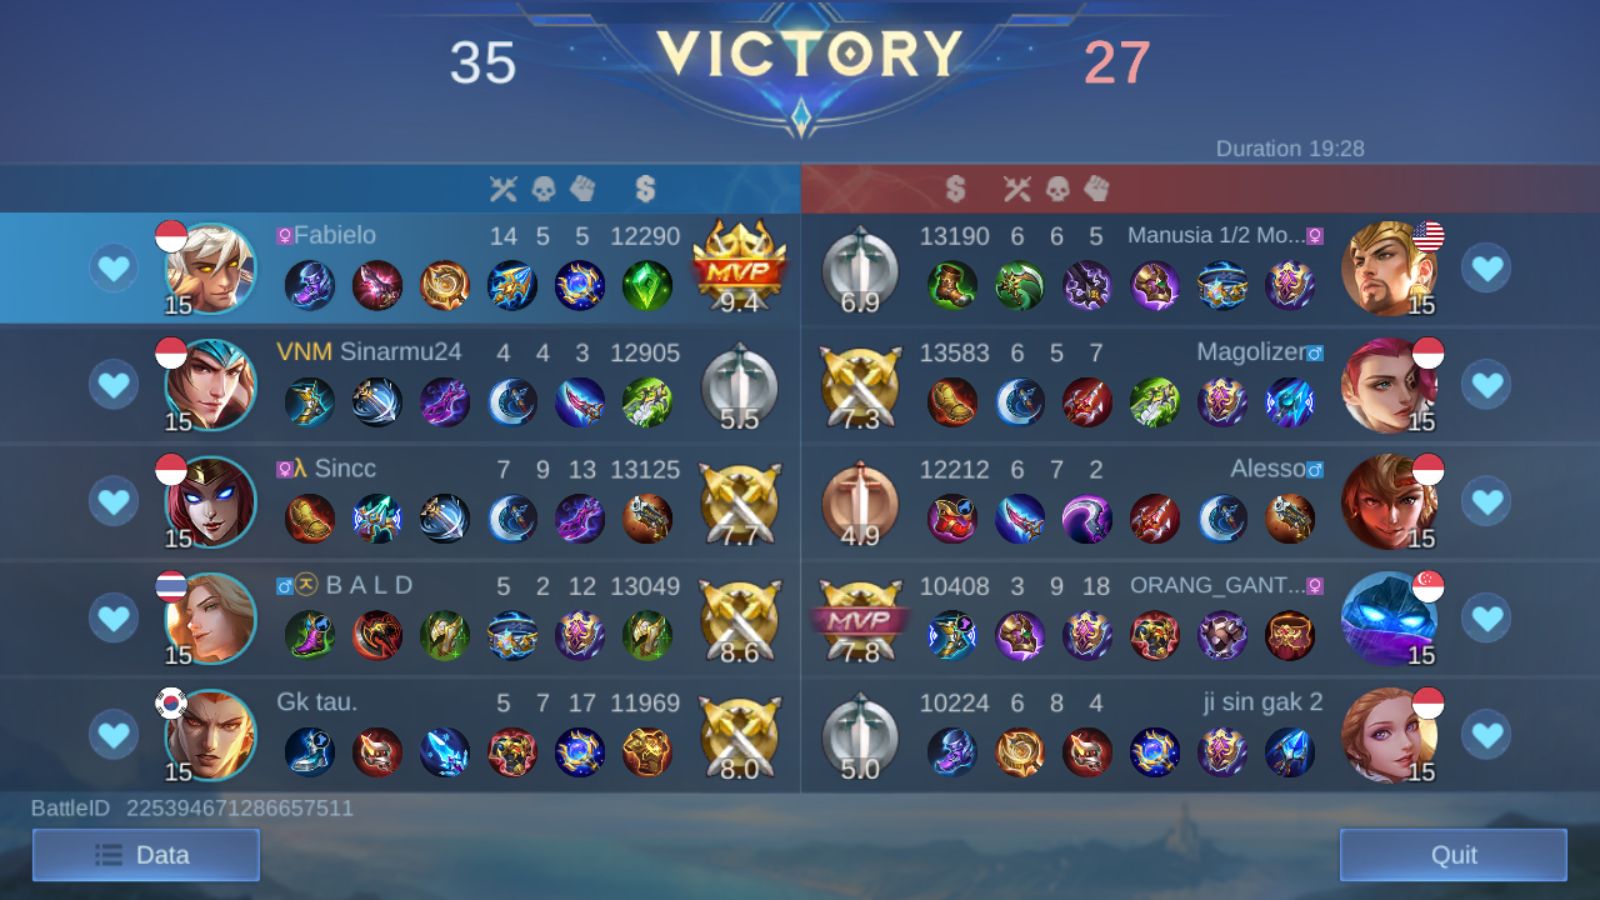 35 VICTORY 27
Duration 19:28
Fabielo 14 5 5 12290 MVP 9.4 15
6.9 13190 6 6 5 Manusia 1/2 Mo... 15
VNM Sinarmu24 4 4 3 12905 5.5 15
7.3 13583 6 5 7 Magolizer 15
λ Sincc 7 9 13 13125 7.7 15
4.9 12212 6 7 2 Alesso 15
B A L D 5 2 12 13049 8.6 15
MVP 7.8 10408 3 9 18 ORANG_GANT... 15
Gk tau. 5 7 17 11969 8.0 15
5.0 10224 6 8 4 ji sin gak 2 15
BattleID 225394671286657511
Data
Quit